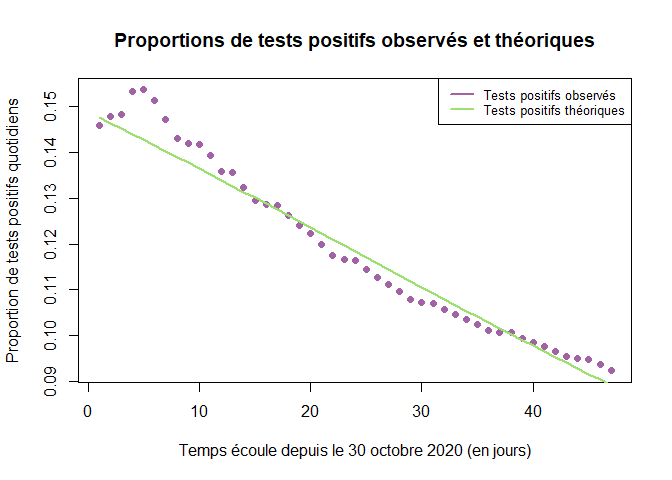 Proportions de tests positifs observés et théoriques
Tests positifs observés
Tests positifs théoriques
Proportion de tests positifs quotidiens
0.15
0.14
0.13
0.12
0.11
0.10
0.09
0 10 20 30 40
Temps écoule depuis le 30 octobre 2020 (en jours)